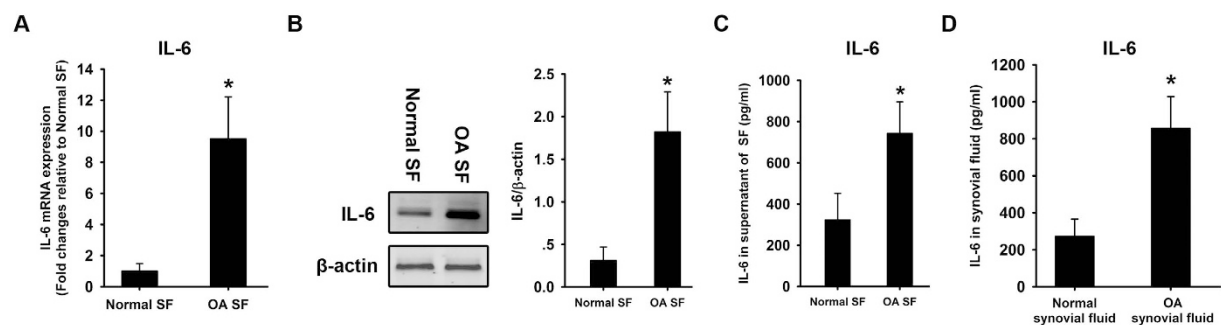 A
IL-6
IL-6 mRNA expression
(Fold changes relative to Normal SF)
14
12
10
8
6
4
2
0
*
Normal SF
OA SF
B
Normal SF
OA SF
IL-6
β-actin
IL-6/β-actin
2.5
2.0
1.5
1.0
.5
0.0
*
Normal SF
OA SF
C
IL-6
IL-6 in supernatant of SF (pg/ml)
1000
800
600
400
200
0
*
Normal SF
OA SF
D
IL-6
IL-6 in synovial fluid (pg/ml)
1200
1000
800
600
400
200
0
*
Normal
synovial fluid
OA
synovial fluid